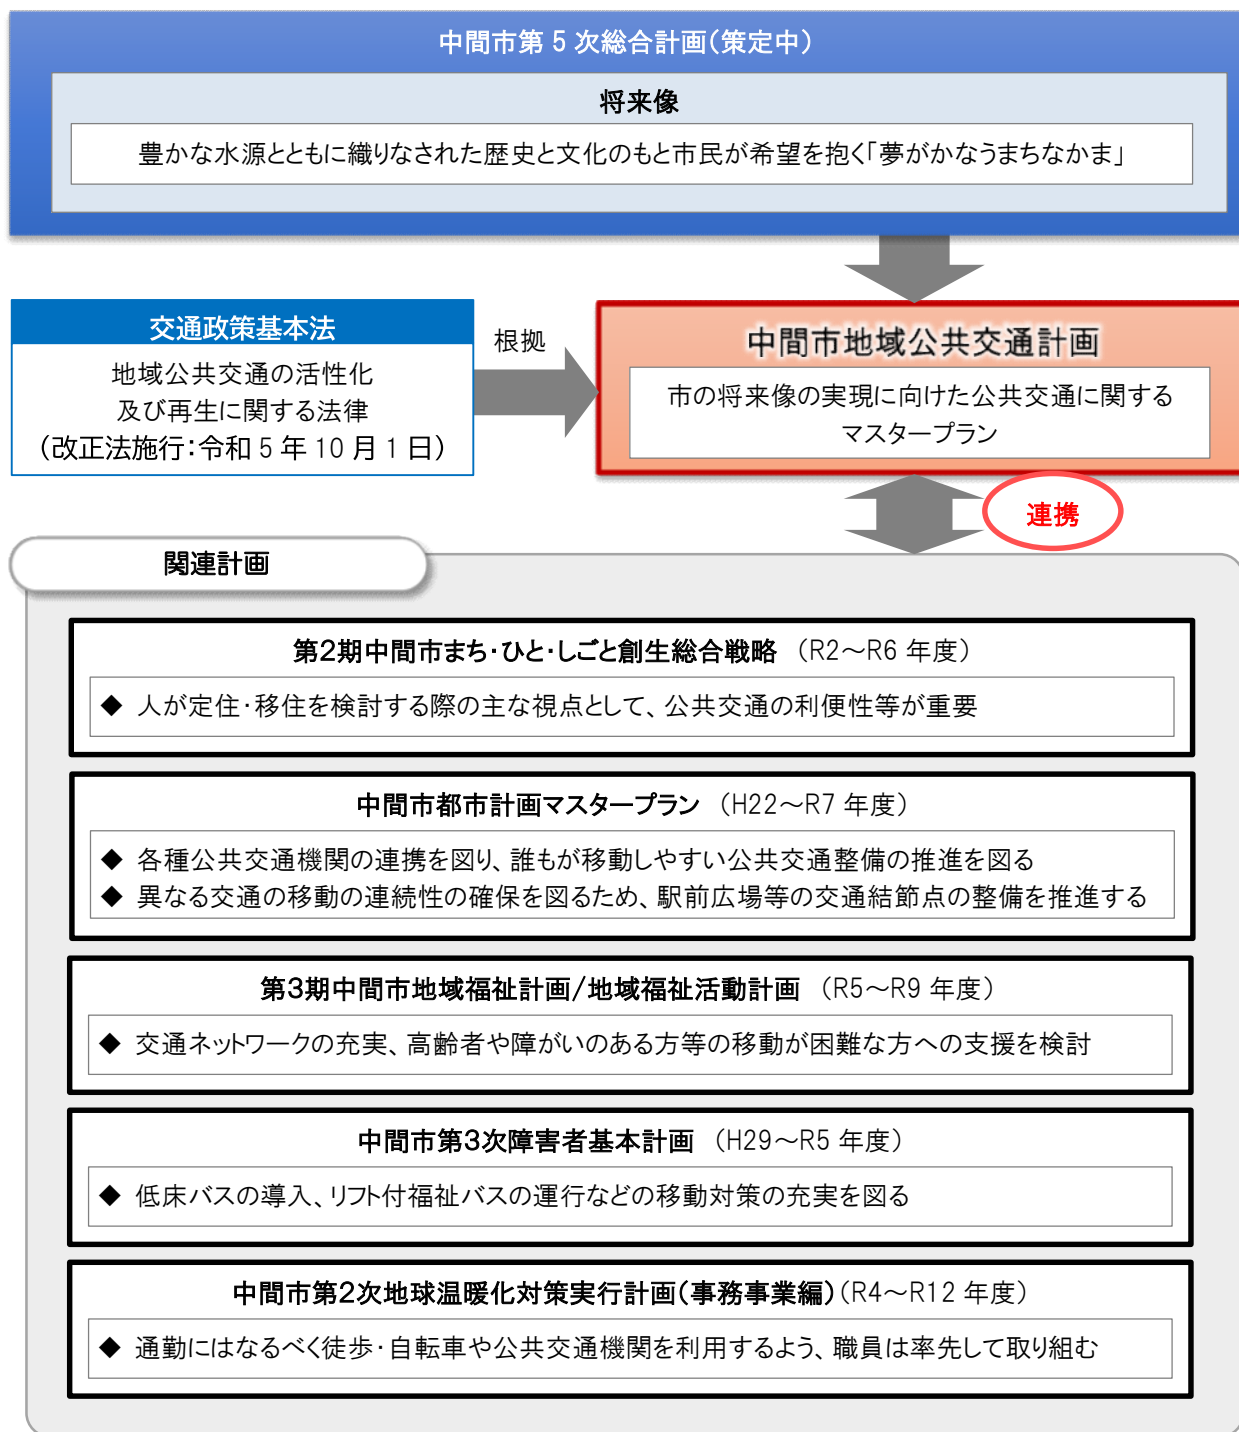 中間市第5次総合計画(策定中)
将来像
豊かな水源とともに織りなされた歴史と文化のもと市民が希望を抱く「夢がかなうまちなかま」
交通政策基本法
地域公共交通の活性化
及び再生に関する法律
(改正法施行:令和5年10月1日)
根拠
中間市地域公共交通計画
市の将来像の実現に向けた公共交通に関する
マスタープラン
連携
関連計画
第2期中間市まち・ひと・しごと創生総合戦略 (R2~R6年度)
◆ 人が定住・移住を検討する際の主な視点として、公共交通の利便性等が重要
中間市都市計画マスタープラン (H22~R7年度)
◆ 各種公共交通機関の連携を図り、誰もが移動しやすい公共交通整備の推進を図る
◆ 異なる交通の移動の連続性の確保を図るため、駅前広場等の交通結節点の整備を推進する
第3期中間市地域福祉計画/地域福祉活動計画 (R5~R9年度)
◆ 交通ネットワークの充実、高齢者や障がいのある方等の移動が困難な方への支援を検討
中間市第3次障害者基本計画 (H29~R5年度)
◆ 低床バスの導入、リフト付福祉バスの運行などの移動対策の充実を図る
中間市第2次地球温暖化対策実行計画(事務事業編)(R4~R12年度)
◆ 通勤にはなるべく徒歩・自転車や公共交通機関を利用するよう、職員は率先して取り組む